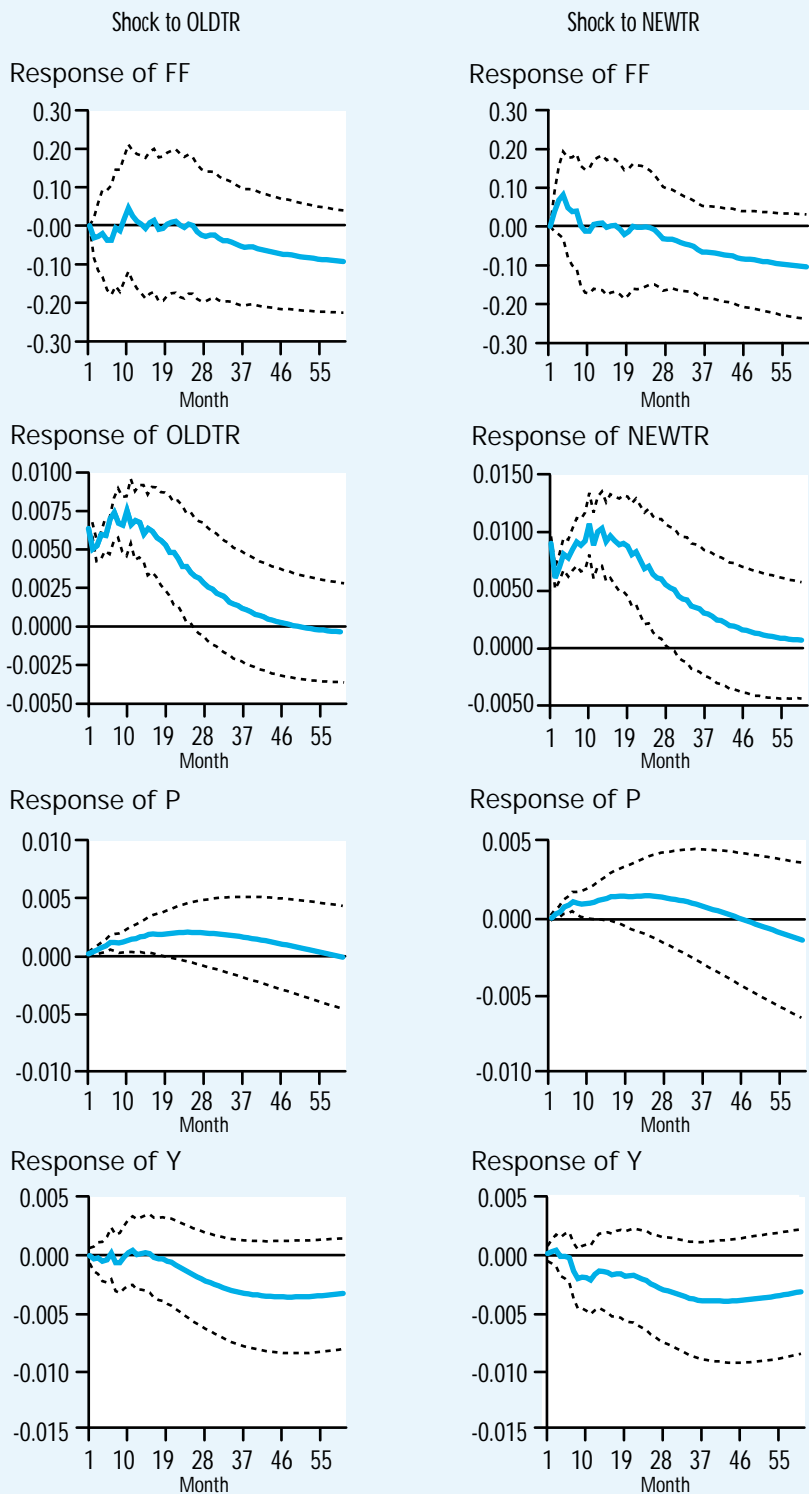 Shock to OLDTR
Shock to NEWTR
Response of FF
0.30
0.20
0.10
-0.00
-0.10
-0.20
-0.30
1 10 19 28 37 46 55
Month
Response of FF
0.30
0.20
0.10
0.00
-0.10
-0.20
-0.30
1 10 19 28 37 46 55
Month
Response of OLDTR
0.0100
0.0075
0.0050
0.0025
0.0000
-0.0025
-0.0050
1 10 19 28 37 46 55
Month
Response of NEWTR
0.0150
0.0100
0.0050
0.0000
-0.0050
1 10 19 28 37 46 55
Month
Response of P
0.010
0.005
0.000
-0.005
-0.010
1 10 19 28 37 46 55
Month
Response of P
0.005
0.000
-0.005
-0.010
1 10 19 28 37 46 55
Month
Response of Y
0.005
0.000
-0.005
-0.010
-0.015
1 10 19 28 37 46 55
Month
Response of Y
0.005
0.000
-0.005
-0.010
-0.015
1 10 19 28 37 46 55
Month